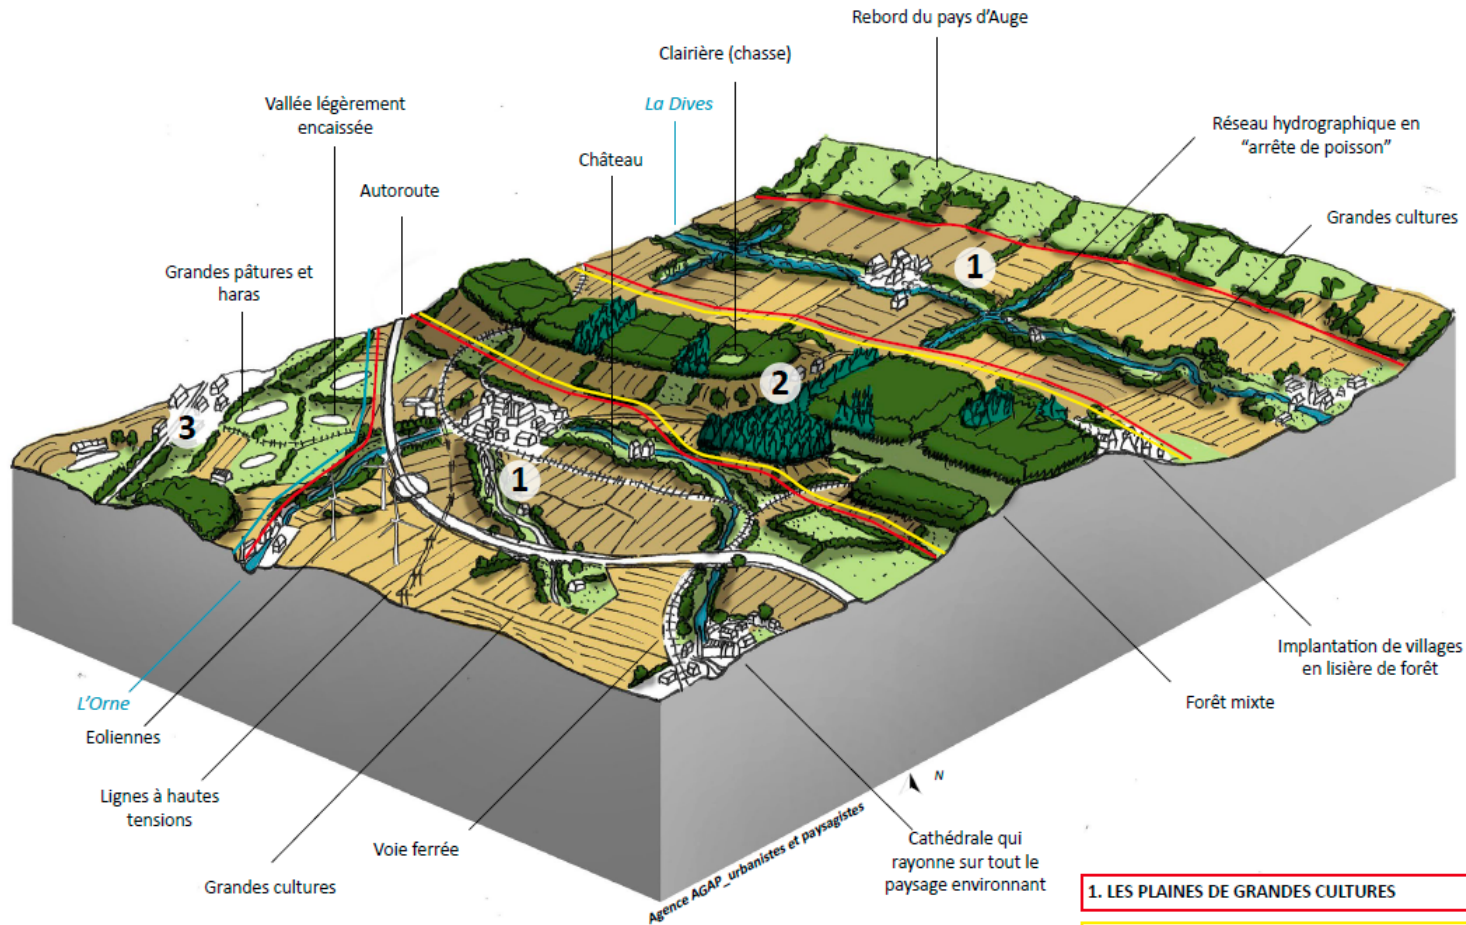 Rebord du pays d'Auge
Clairière (chasse)
La Dives
Vallée légèrement
encaissée
Réseau hydrographique en
"arrête de poisson"
Château
Autoroute
Grandes cultures
Grandes pâtures et
haras
1
2
3
1
L'Orne
Eoliennes
Lignes à hautes
tensions
Voie ferrée
Grandes cultures
Implantation de villages
en lisière de forêt
Forêt mixte
N
Cathédrale qui
rayonne sur tout le
paysage environnant
Agence AGAP_urbanistes et paysagistes
1. LES PLAINES DE GRANDES CULTURES